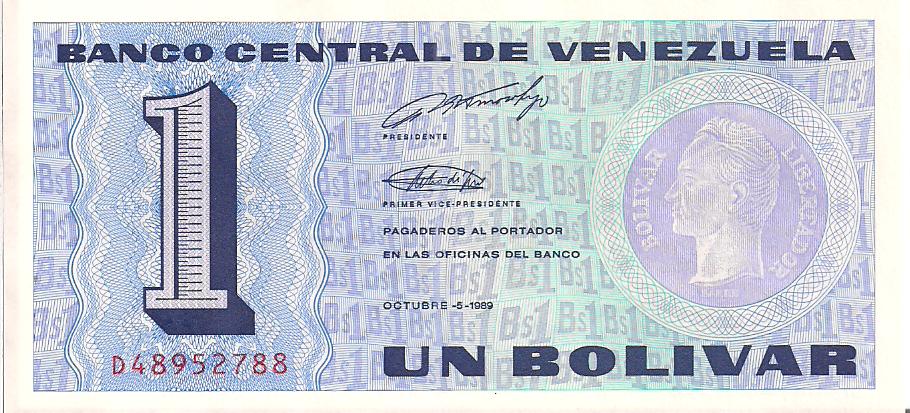 BANCO CENTRAL DE VENEZUELA
1
PRESIDENTE
PRIMER VICE-PRESIDENTE
PAGADEROS AL PORTADOR
EN LAS OFICINAS DEL BANCO
OCTUBRE -5-1989
BOLIVAR LIBERTADOR
D48952788
UN BOLIVAR